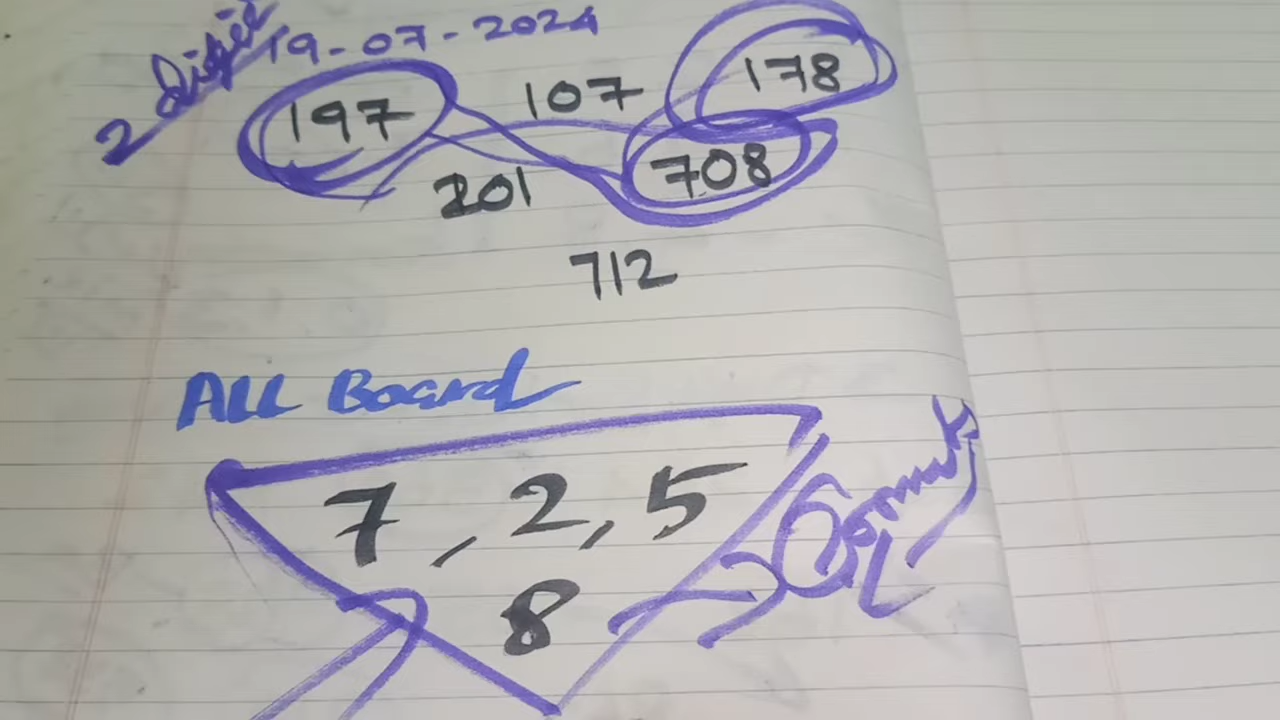 19-07-2024
2 Digit
197 107 178
201 708
712
ALL Board
7, 2, 5
8